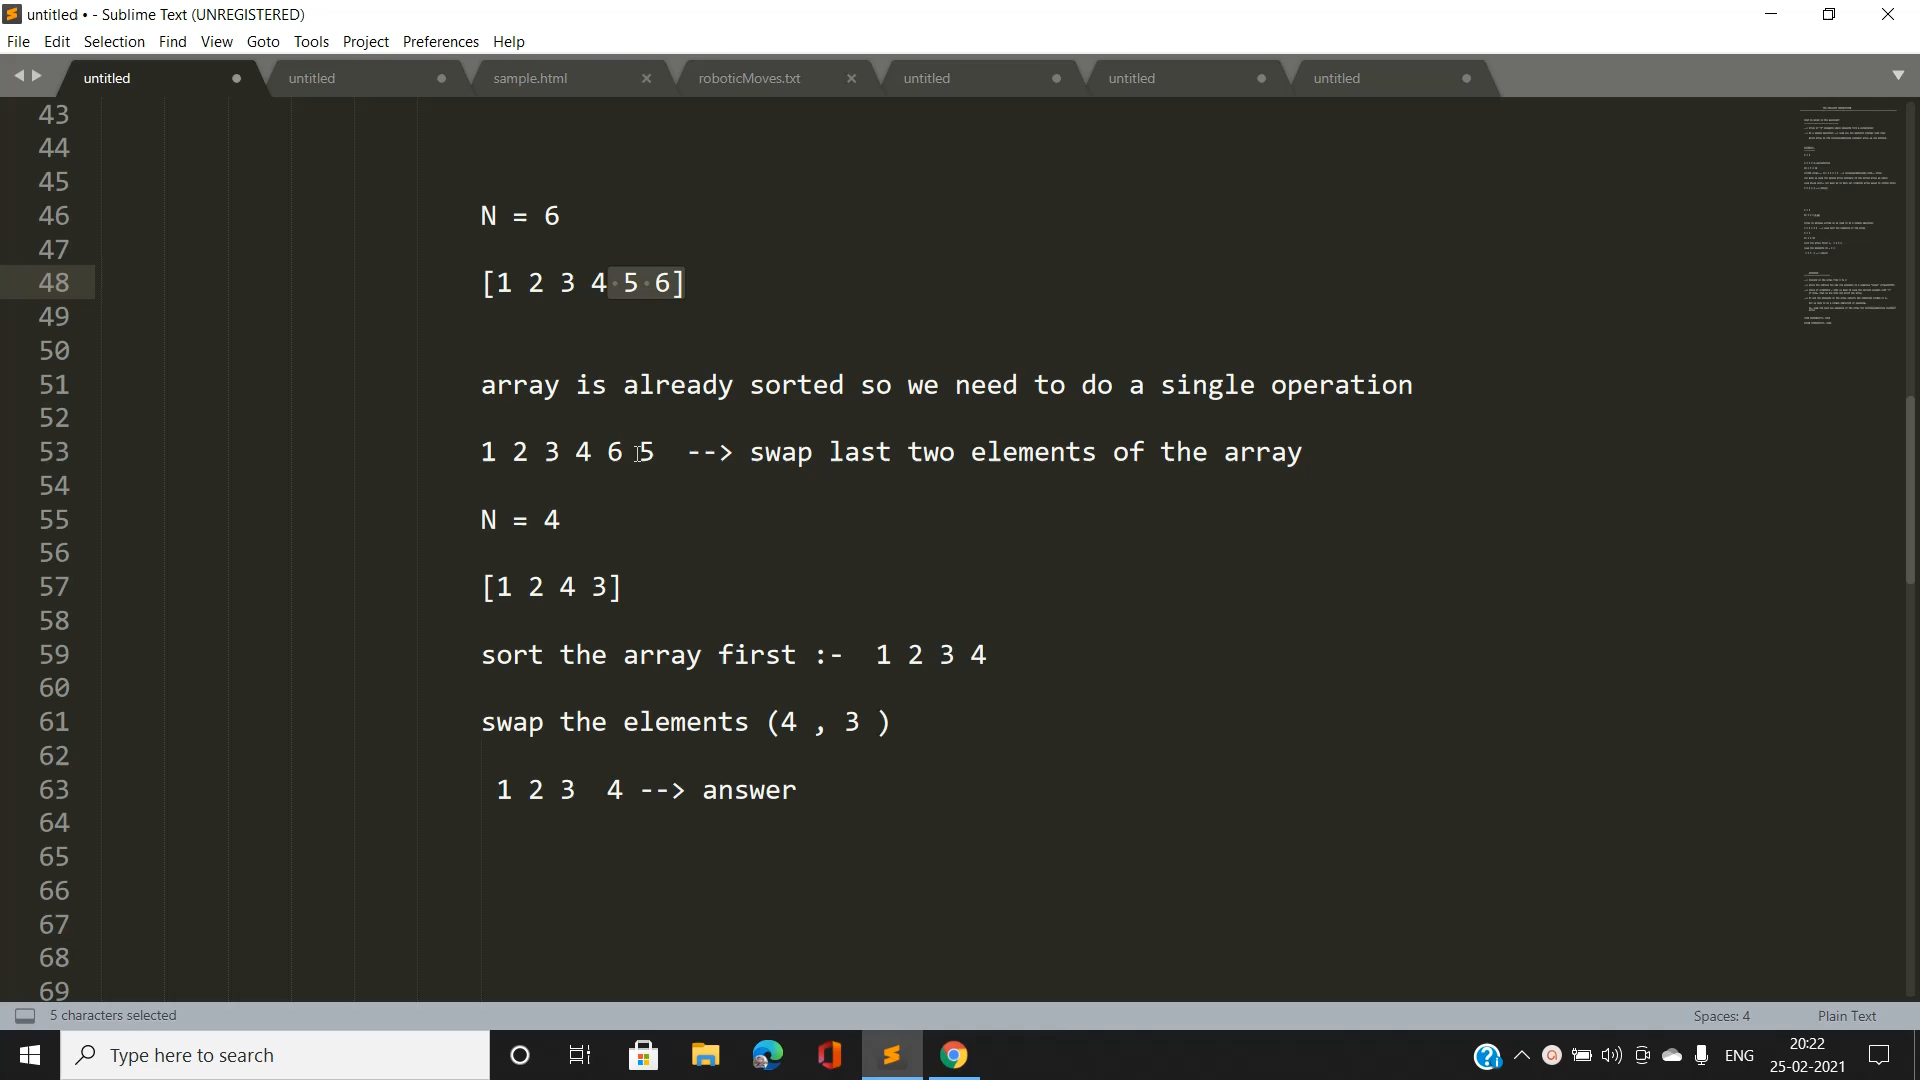 untitled • - Sublime Text (UNREGISTERED)
File Edit Selection Find View Goto Tools Project Preferences Help
untitled untitled sample.html roboticMoves.txt untitled untitled untitled
43
44
45
46 N = 6
47
48 [1 2 3 4 5 6]
49
50
51 array is already sorted so we need to do a single operation
52
53 1 2 3 4 6 5 --> swap last two elements of the array
54
55 N = 4
56
57 [1 2 4 3]
58
59 sort the array first :- 1 2 3 4
60
61 swap the elements (4 , 3 )
62
63 1 2 3 4 --> answer
64
65
66
67
68
69
5 characters selected Spaces: 4 Plain Text
Type here to search ENG 20:22
25-02-2021